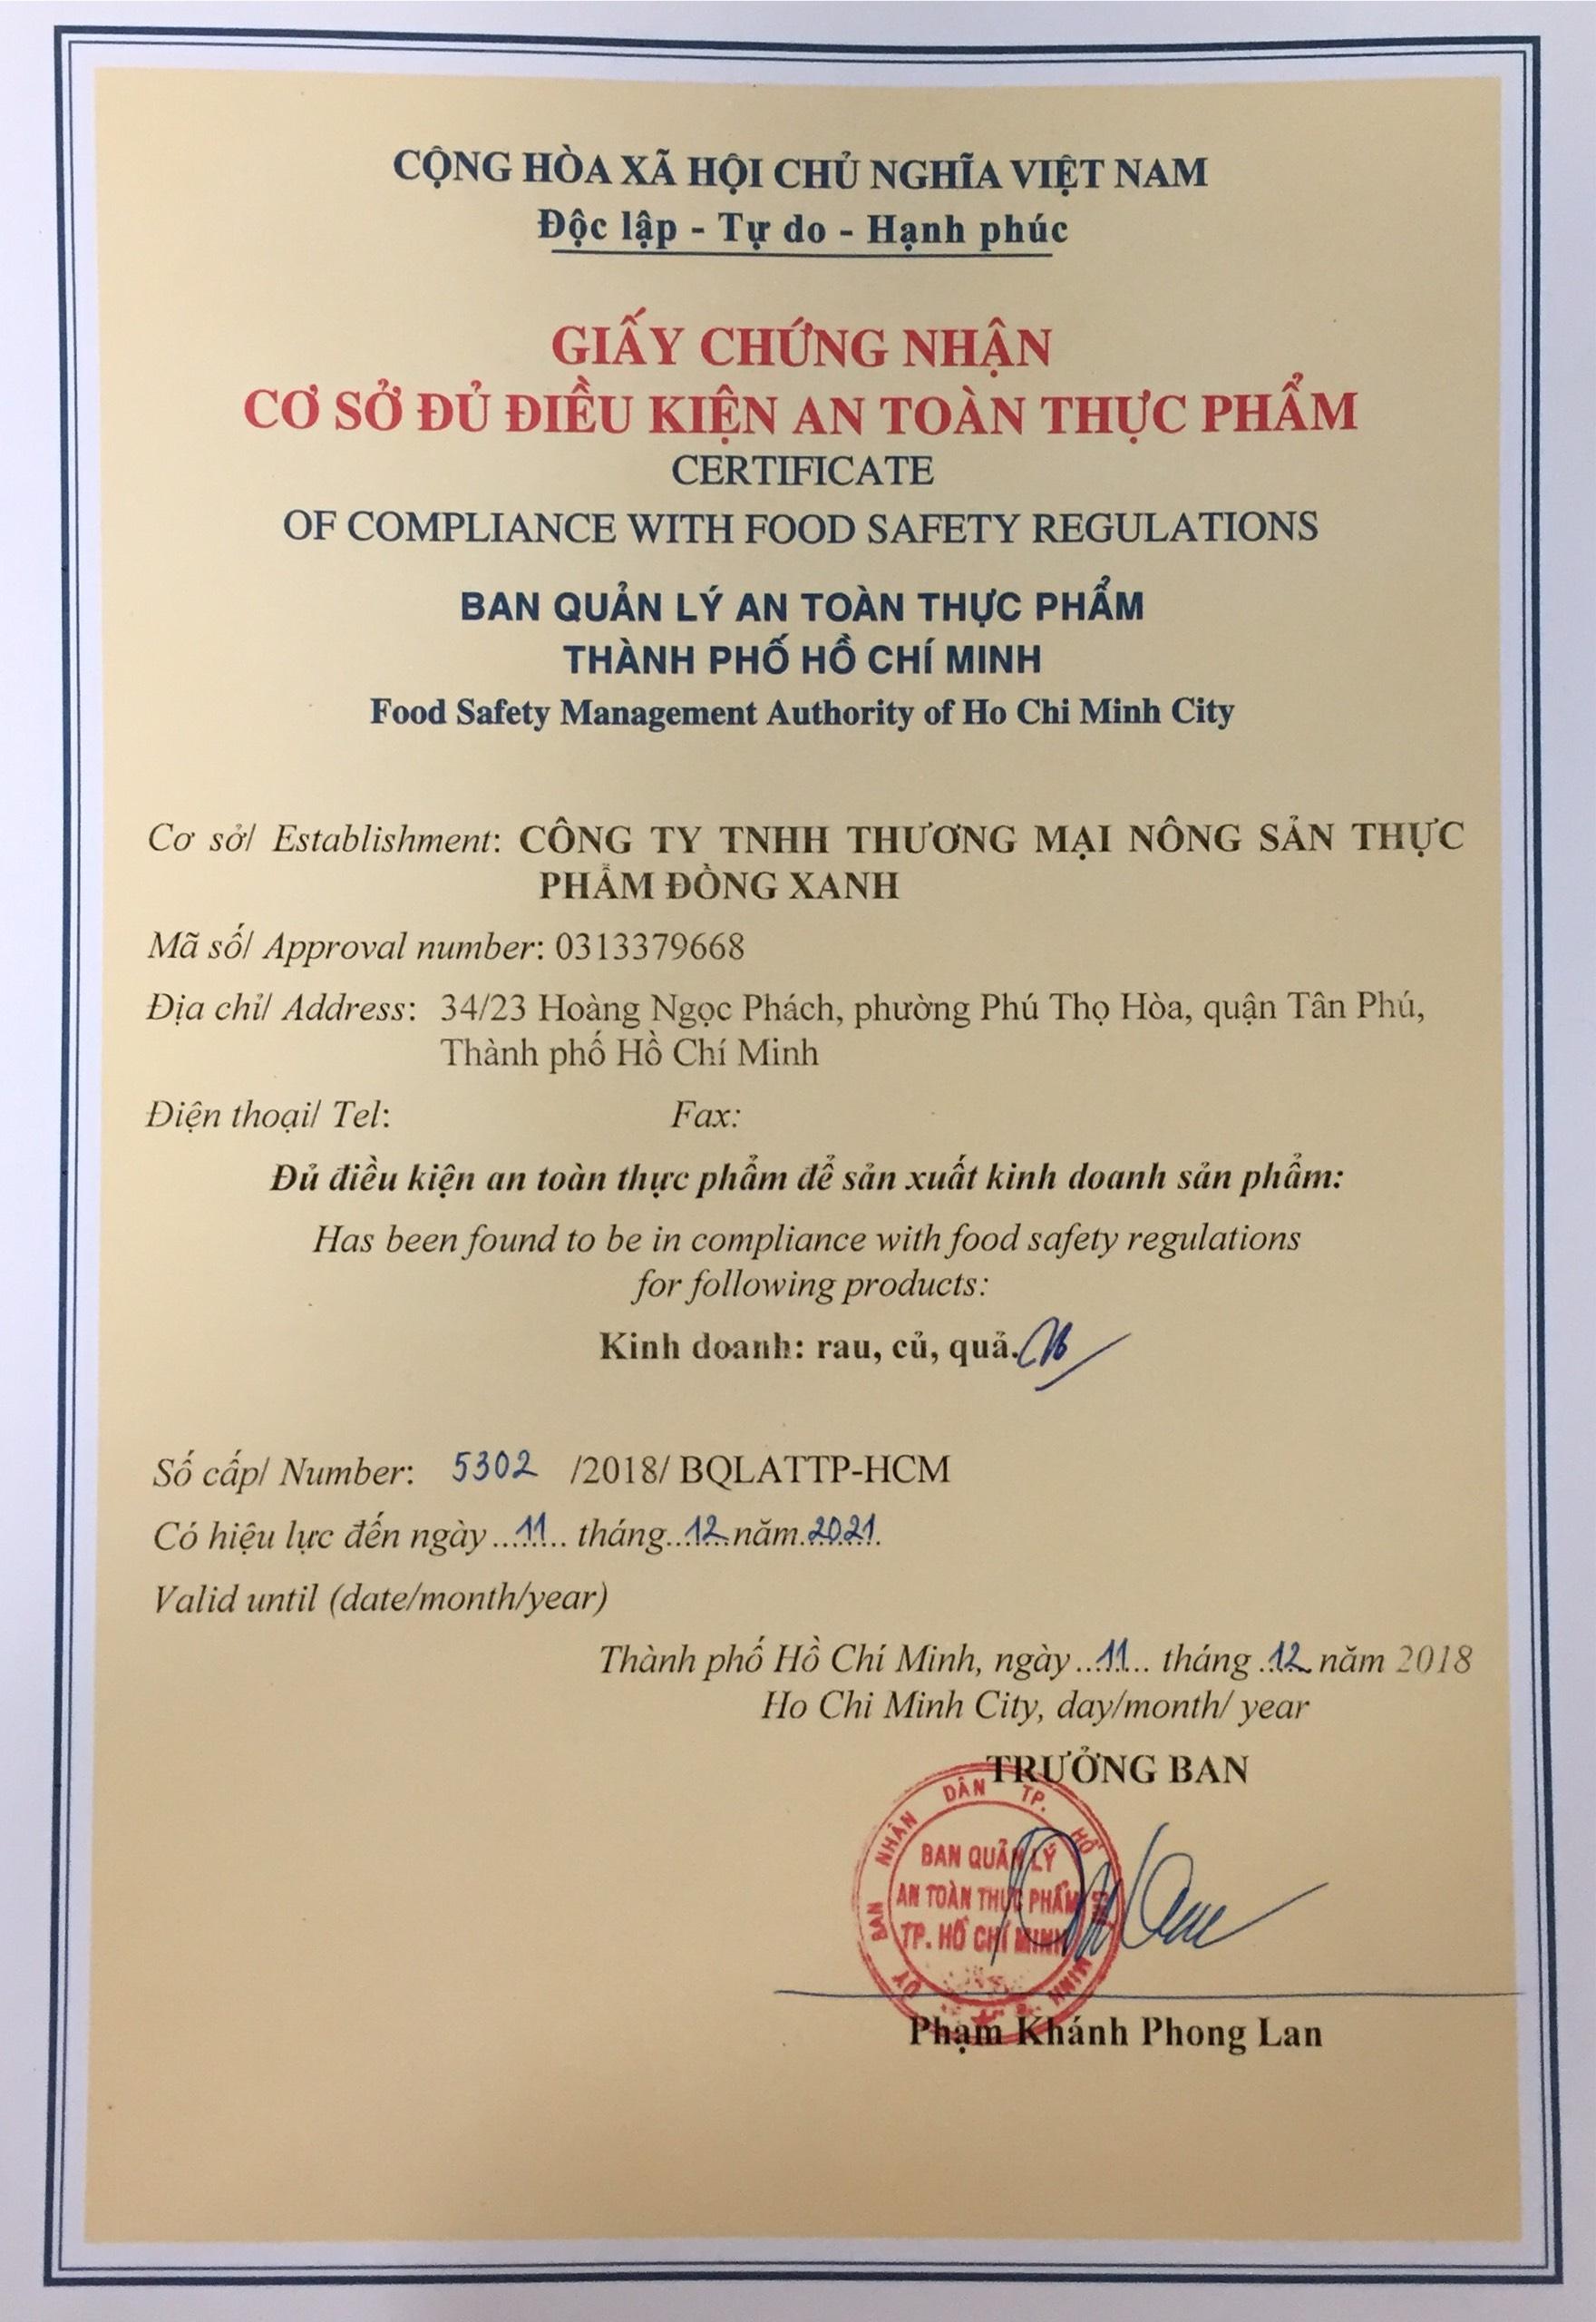 CỘNG HÒA XÃ HỘI CHỦ NGHĨA VIỆT NAM
Độc lập - Tự do - Hạnh phúc
GIẤY CHỨNG NHẬN
CƠ SỞ ĐỦ ĐIỀU KIỆN AN TOÀN THỰC PHẨM
CERTIFICATE
OF COMPLIANCE WITH FOOD SAFETY REGULATIONS
BAN QUẢN LÝ AN TOÀN THỰC PHẨM
THÀNH PHỐ HỒ CHÍ MINH
Food Safety Management Authority of Ho Chi Minh City
Cơ sở/ Establishment: CÔNG TY TNHH THƯƠNG MẠI NÔNG SẢN THỰC
PHẨM ĐỒNG XANH
Mã số/ Approval number: 0313379668
Địa chỉ/ Address: 34/23 Hoàng Ngọc Phách, phường Phú Thọ Hòa, quận Tân Phú,
Thành phố Hồ Chí Minh
Điện thoại/ Tel: Fax:
Đủ điều kiện an toàn thực phẩm để sản xuất kinh doanh sản phẩm:
Has been found to be in compliance with food safety regulations
for following products:
Kinh doanh: rau, củ, quả.
Số cấp/ Number: 5302 /2018/ BQLATTP-HCM
Có hiệu lực đến ngày ...11... tháng...12...năm...2021.
Valid until (date/month/year)
Thành phố Hồ Chí Minh, ngày ...11... tháng ..12.. năm 2018
Ho Chi Minh City, day/month/ year
TRƯỞNG BAN
ỦY BAN NHÂN DÂN TP. HỒ CHÍ MINH
BAN QUẢN LÝ
AN TOÀN THỰC PHẨM
TP. HỒ CHÍ MINH
Phạm Khánh Phong Lan